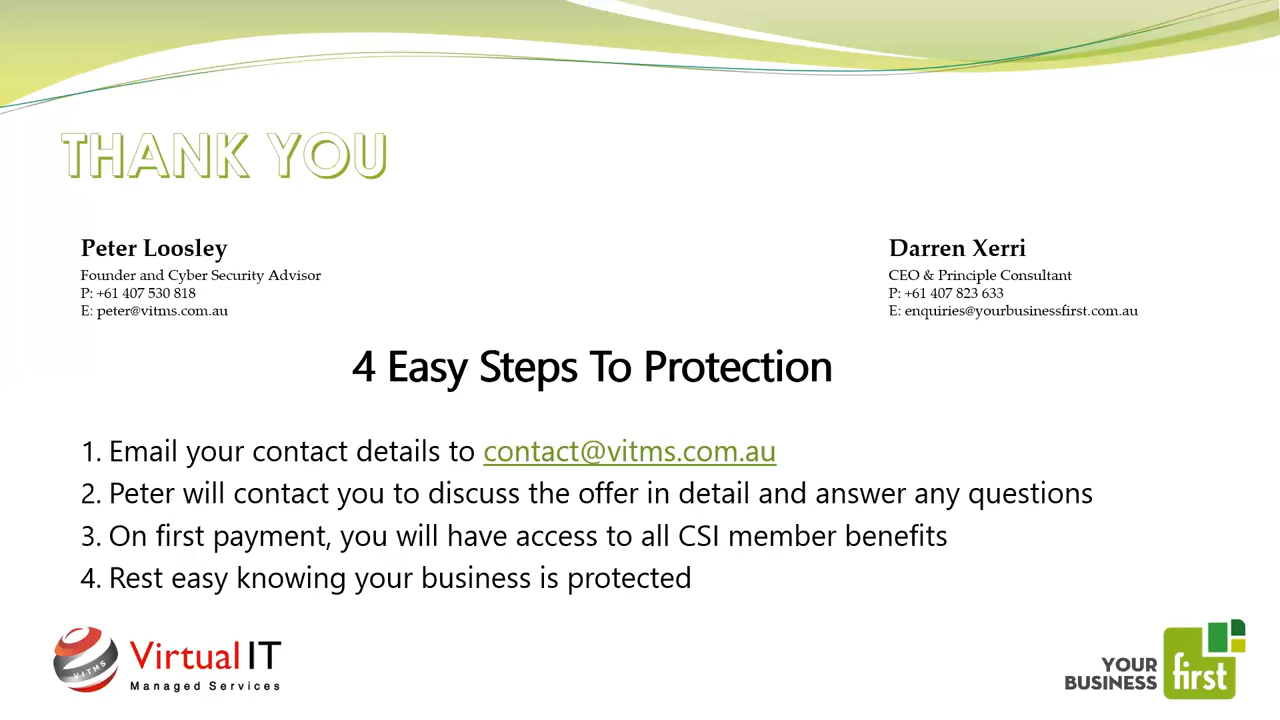 THANK YOU
Peter Loosley
Founder and Cyber Security Advisor
P: +61 407 530 818
E: peter@vitms.com.au
Darren Xerri
CEO & Principle Consultant
P: +61 407 823 633
E: enquiries@yourbusinessfirst.com.au
4 Easy Steps To Protection
1. Email your contact details to contact@vitms.com.au
2. Peter will contact you to discuss the offer in detail and answer any questions
3. On first payment, you will have access to all CSI member benefits
4. Rest easy knowing your business is protected
VITMS
Virtual IT
Managed Services
YOUR
BUSINESS
first